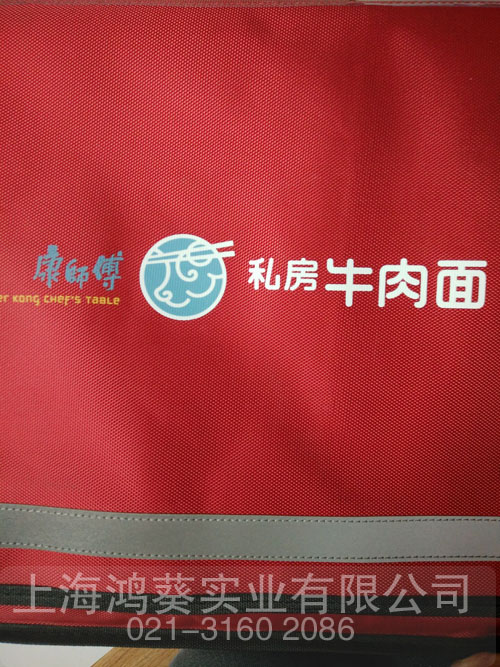 康師傅
er Kong CHEF'S TABLE
私房牛肉面
上海鸿葵实业有限公司
021-3160 2086